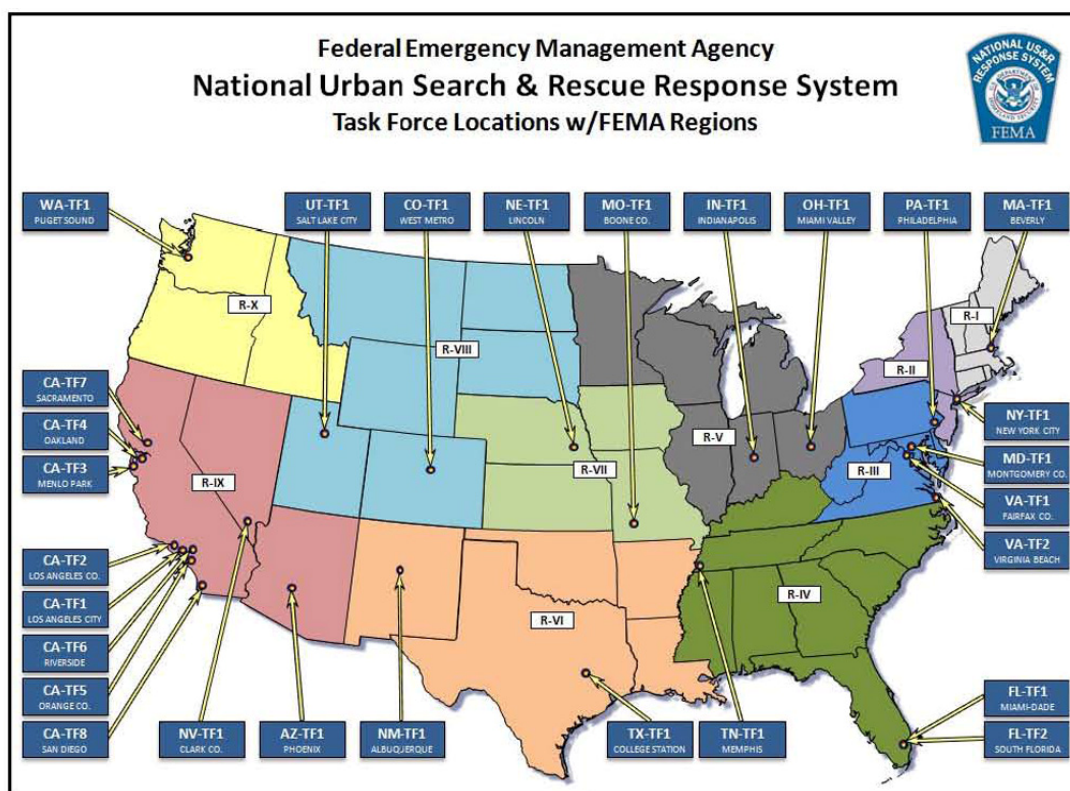 Federal Emergency Management Agency
National Urban Search & Rescue Response System
Task Force Locations w/FEMA Regions
NATIONAL US&R
RESPONSE SYSTEM
FEMA
WA-TF1
PUGET SOUND
UT-TF1
SALT LAKE CITY
CO-TF1
WEST METRO
NE-TF1
LINCOLN
MO-TF1
BOONE CO.
IN-TF1
INDIANAPOLIS
OH-TF1
MIAMI VALLEY
PA-TF1
PHILADELPHIA
MA-TF1
BEVERLY
R-X
R-VIII
R-I
R-II
CA-TF7
SACRAMENTO
CA-TF4
OAKLAND
CA-TF3
MENLO PARK
R-IX
R-VII
R-V
R-III
NY-TF1
NEW YORK CITY
MD-TF1
MONTGOMERY CO.
VA-TF1
FAIRFAX CO.
VA-TF2
VIRGINIA BEACH
CA-TF2
LOS ANGELES CO.
CA-TF1
LOS ANGELES CITY
CA-TF6
RIVERSIDE
CA-TF5
ORANGE CO.
CA-TF8
SAN DIEGO
R-VI
R-IV
NV-TF1
CLARK CO.
AZ-TF1
PHOENIX
NM-TF1
ALBUQUERQUE
TX-TF1
COLLEGE STATION
TN-TF1
MEMPHIS
FL-TF1
MIAMI-DADE
FL-TF2
SOUTH FLORIDA